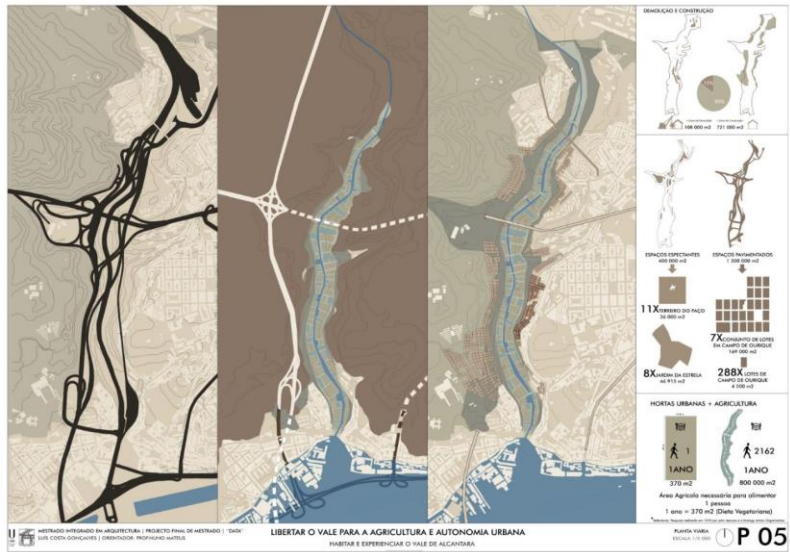 DEMOLIÇÃO E CONSTRUÇÃO
108 000 m2
721 000 m2
ESPAÇOS EXPECTANTES
400 000 m2
ESPAÇOS PAVIMENTADOS
1 200 000 m2
11X TERREIRO DO PAÇO
36 000 m2
7X CONJUNTO DE LOTES
EM CAMPO DE OURIQUE
169 000 m2
8X JARDIM DA ESTRELA
46 915 m2
288X LOTES DE
CAMPO DE OURIQUE
4 500 m2
HORTAS URBANAS + AGRICULTURA
1
1ANO
370 m2
2162
1ANO
800 000 m2
Área Agrícola necessária para alimentar
1 pessoa
1 ano = 370 m2 (Dieta Vegetariana)
MESTRADO INTEGRADO EM ARQUITECTURA | PROJECTO FINAL DE MESTRADO | "DATA"
LUIS COSTA GONÇALVES | ORIENTADOR: PROF.NUNO MATEUS
LIBERTAR O VALE PARA A AGRICULTURA E AUTONOMIA URBANA
HABITAR E EXPERIENCIAR O VALE DE ALCANTARA
PLANTA VIÁRIA
P 05